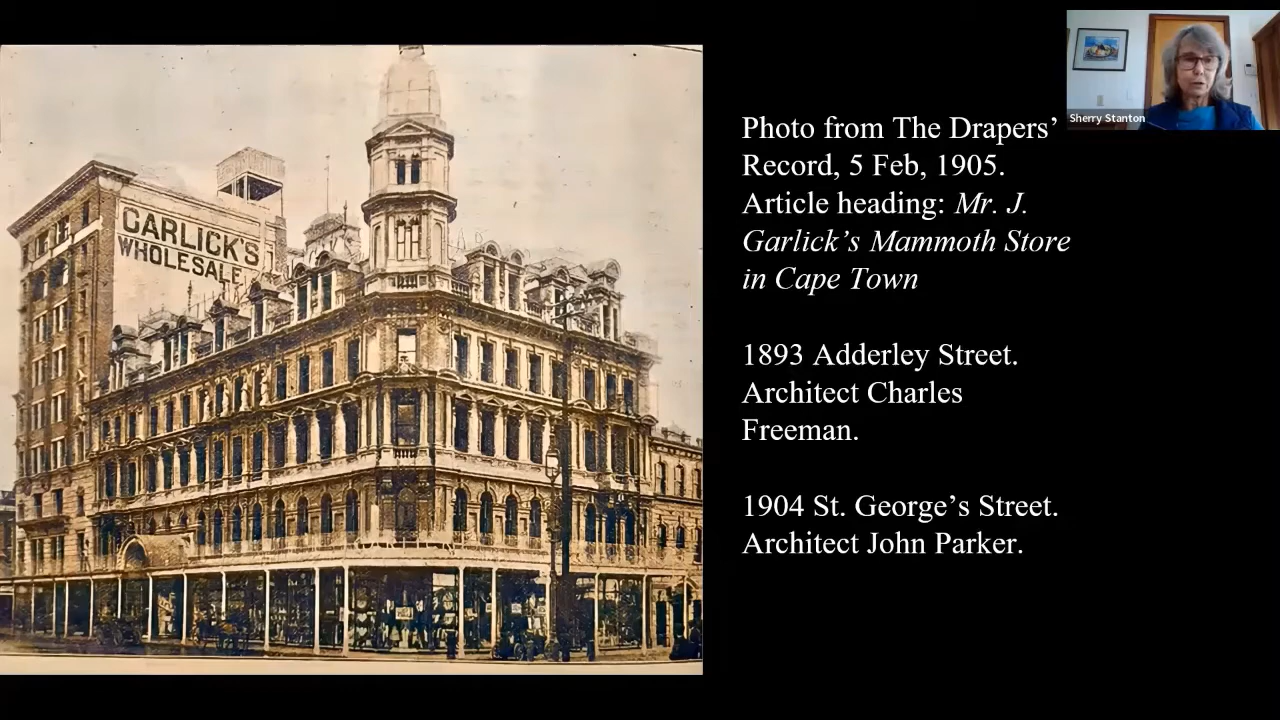 GARLICK'S
WHOLESALE
Photo from The Drapers’
Record, 5 Feb, 1905.
Article heading: Mr. J.
Garlick’s Mammoth Store
in Cape Town
1893 Adderley Street.
Architect Charles
Freeman.
1904 St. George’s Street.
Architect John Parker.
Sherry Stanton